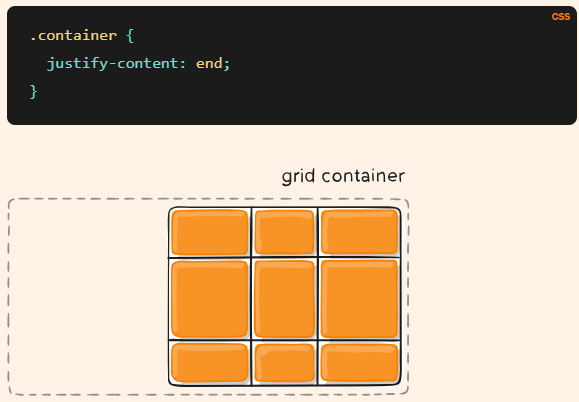 CSS
.container {
  justify-content: end;
}
grid container